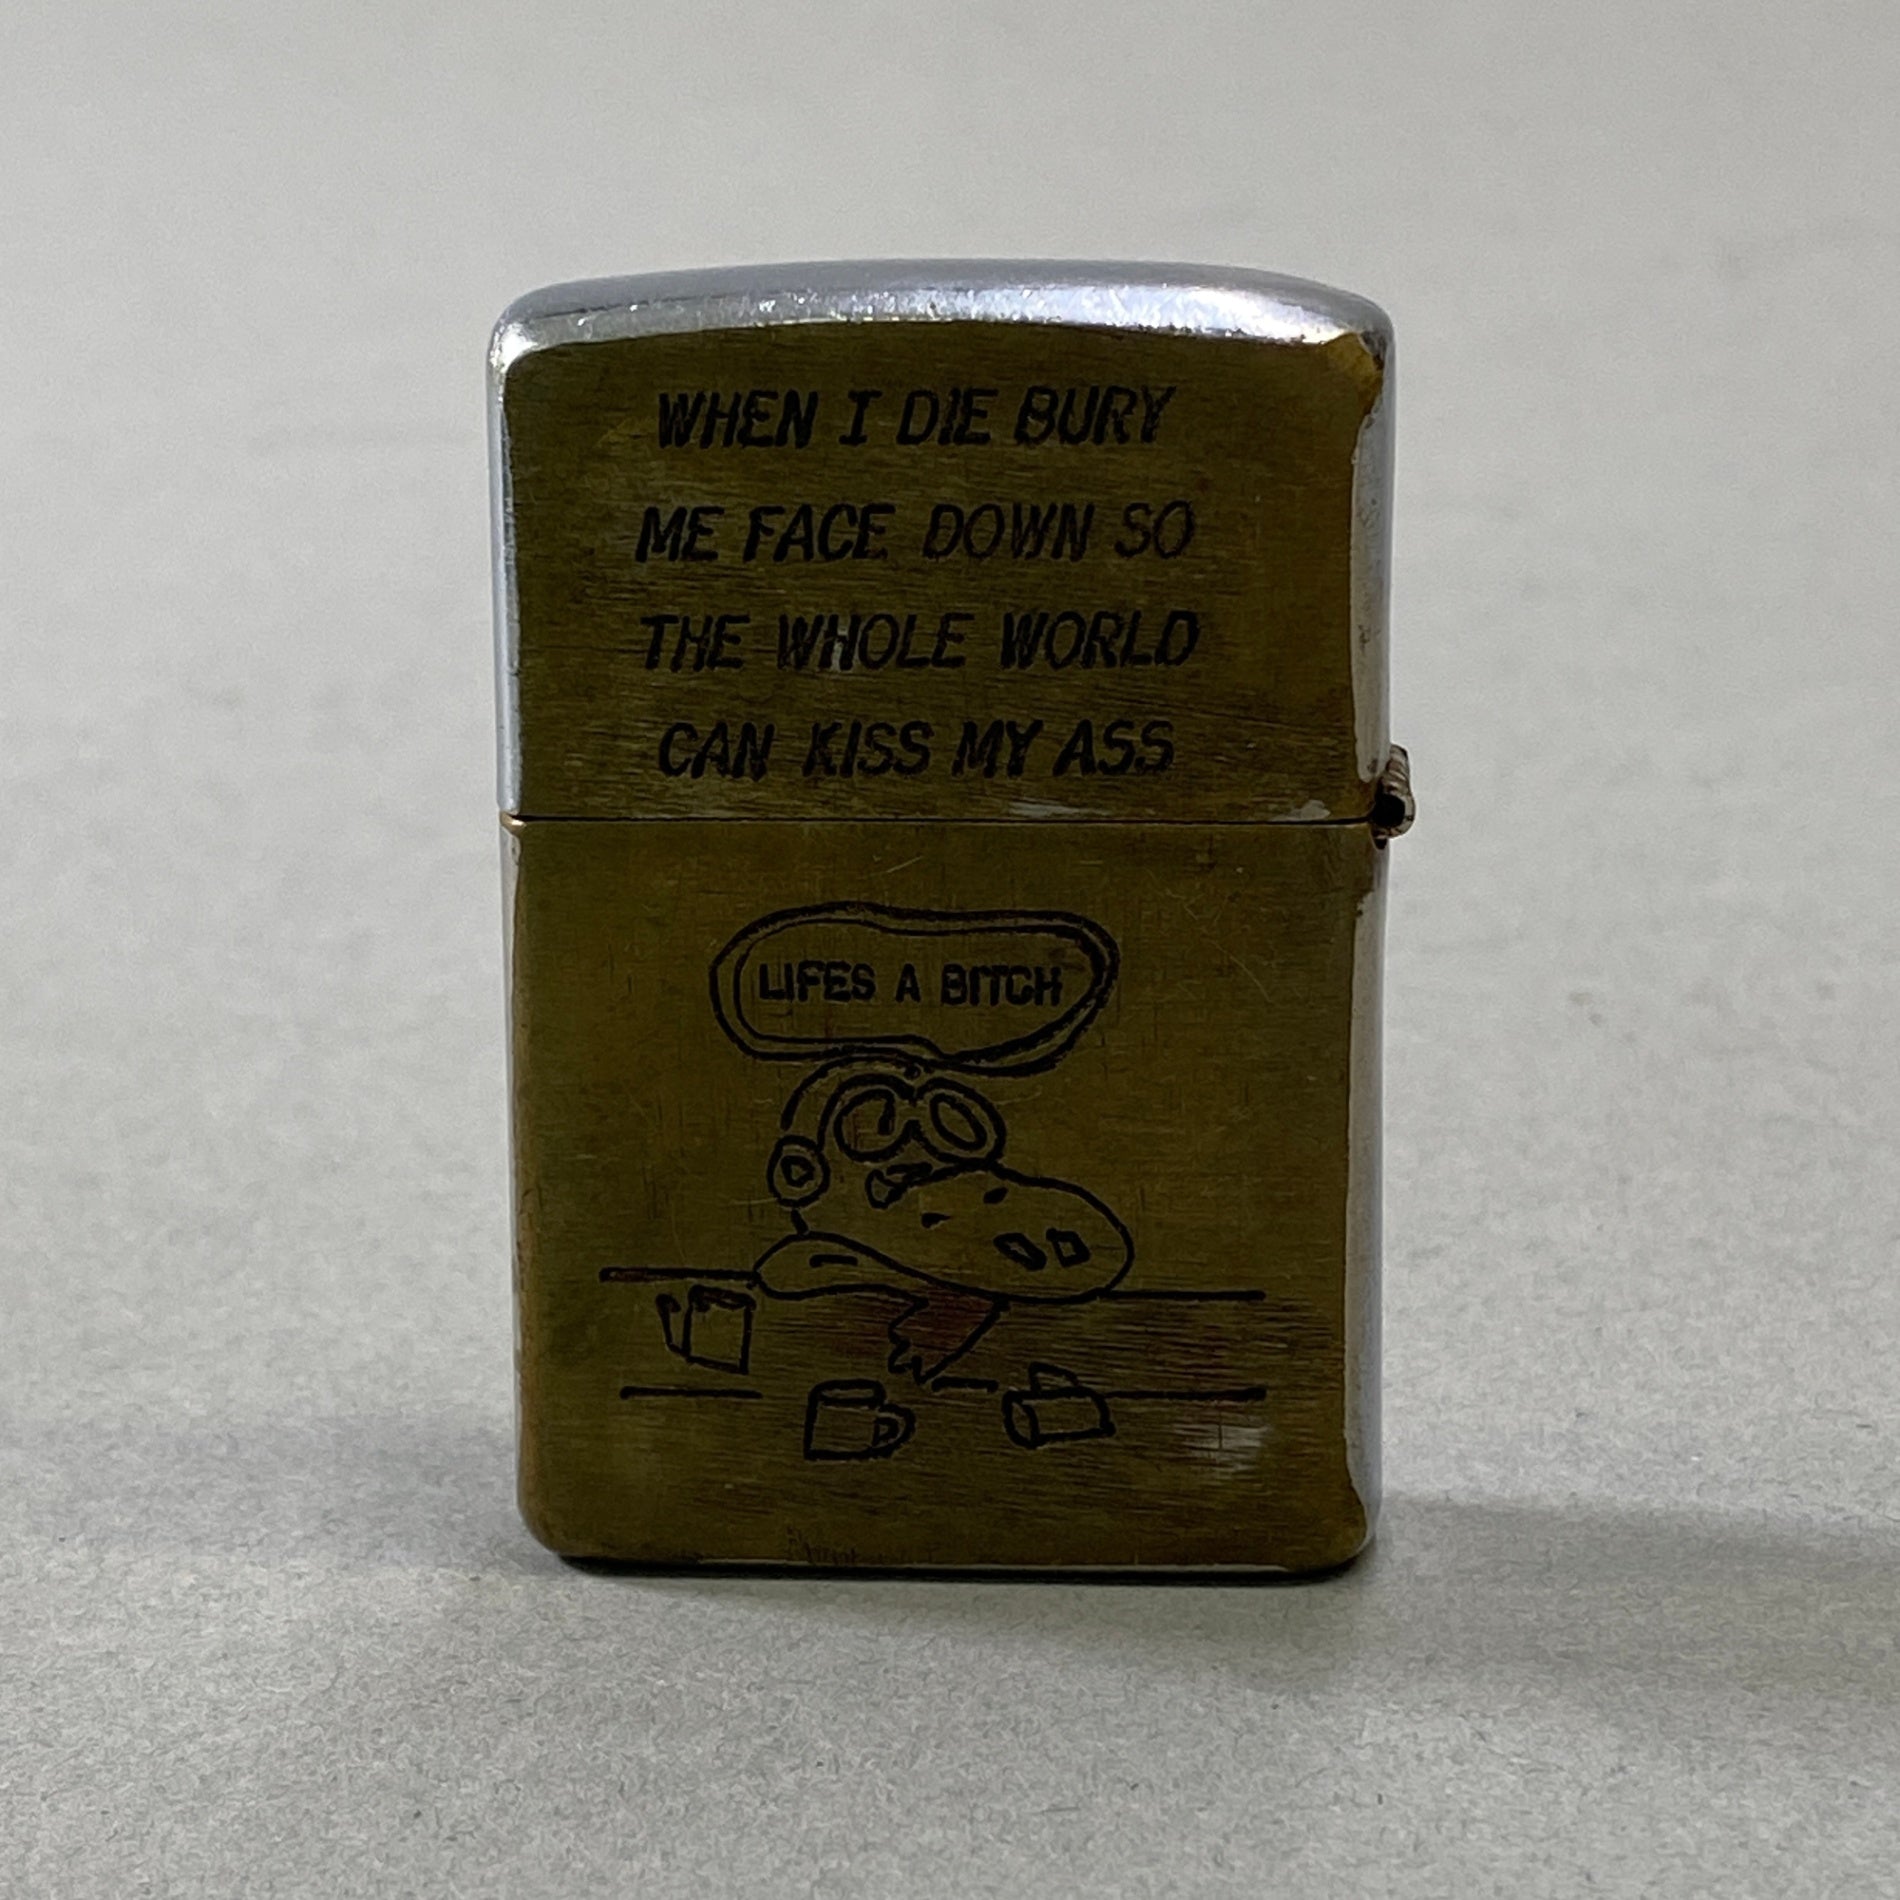 WHEN I DIE BURY
ME FACE DOWN SO
THE WHOLE WORLD
CAN KISS MY ASS
LIFES A BITCH